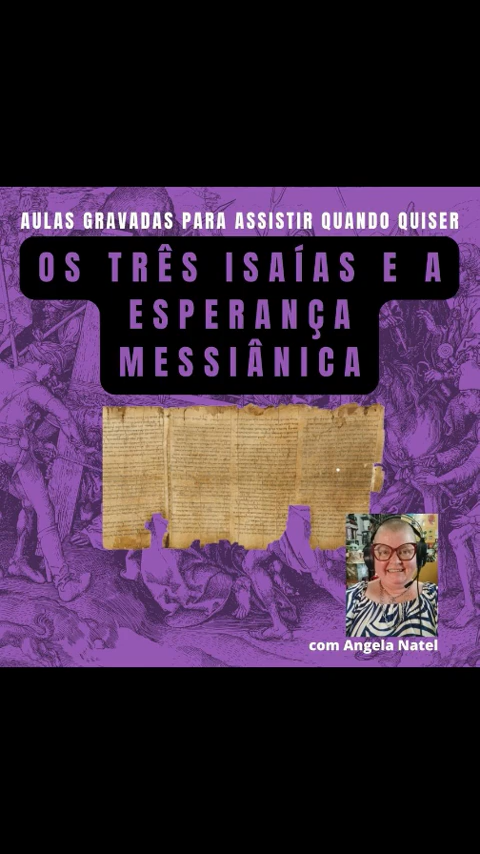 AULAS GRAVADAS PARA ASSISTIR QUANDO QUISER
OS TRÊS ISAÍAS E A
ESPERANÇA
MESSIÂNICA
com Angela Natel